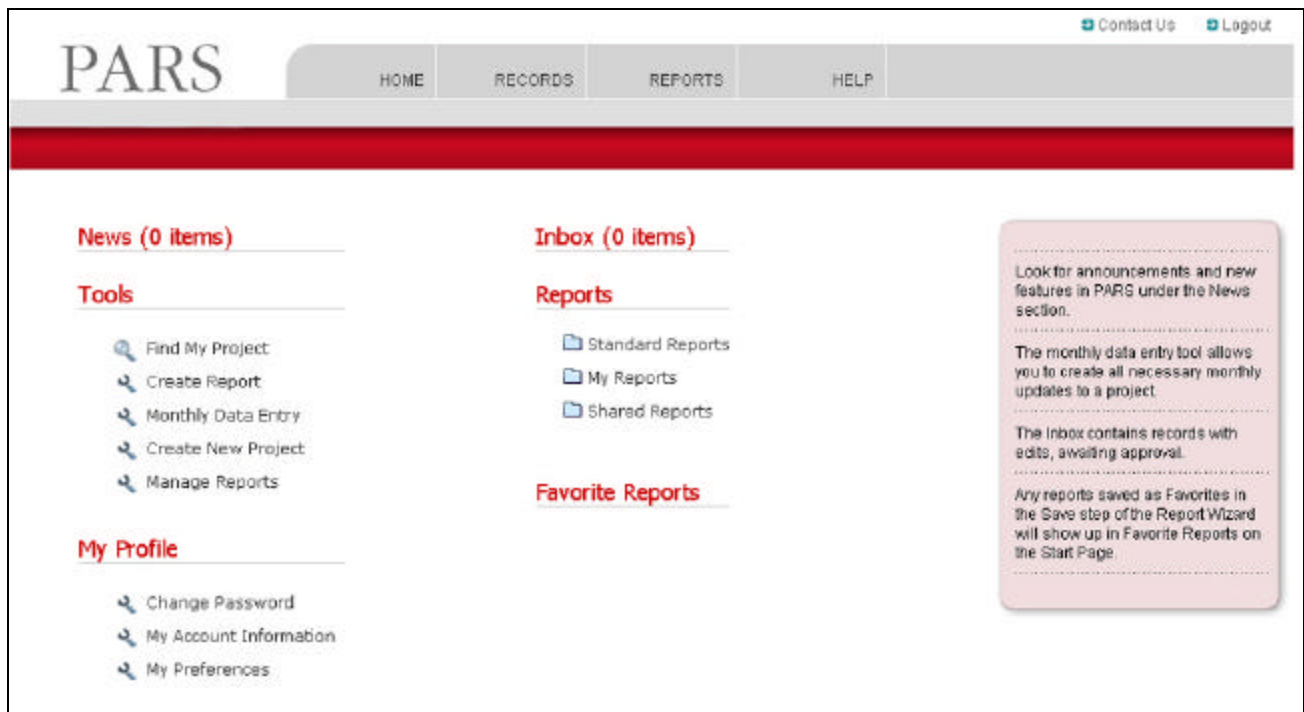 Contact Us Logout
PARS
HOME RECORDS REPORTS HELP
News (0 items)
Tools
Find My Project
Create Report
Monthly Data Entry
Create New Project
Manage Reports
My Profile
Change Password
My Account Information
My Preferences
Inbox (0 items)
Reports
Standard Reports
My Reports
Shared Reports
Favorite Reports
Look for announcements and new
features in PARS under the News
section.
The monthly data entry tool allows
you to create all necessary monthly
updates to a project
The Inbox contains records with
edits, awaiting approval.
Any reports saved as Favorites in
the Save step of the Report Wizard
will show up in Favorite Reports on
the Start Page.